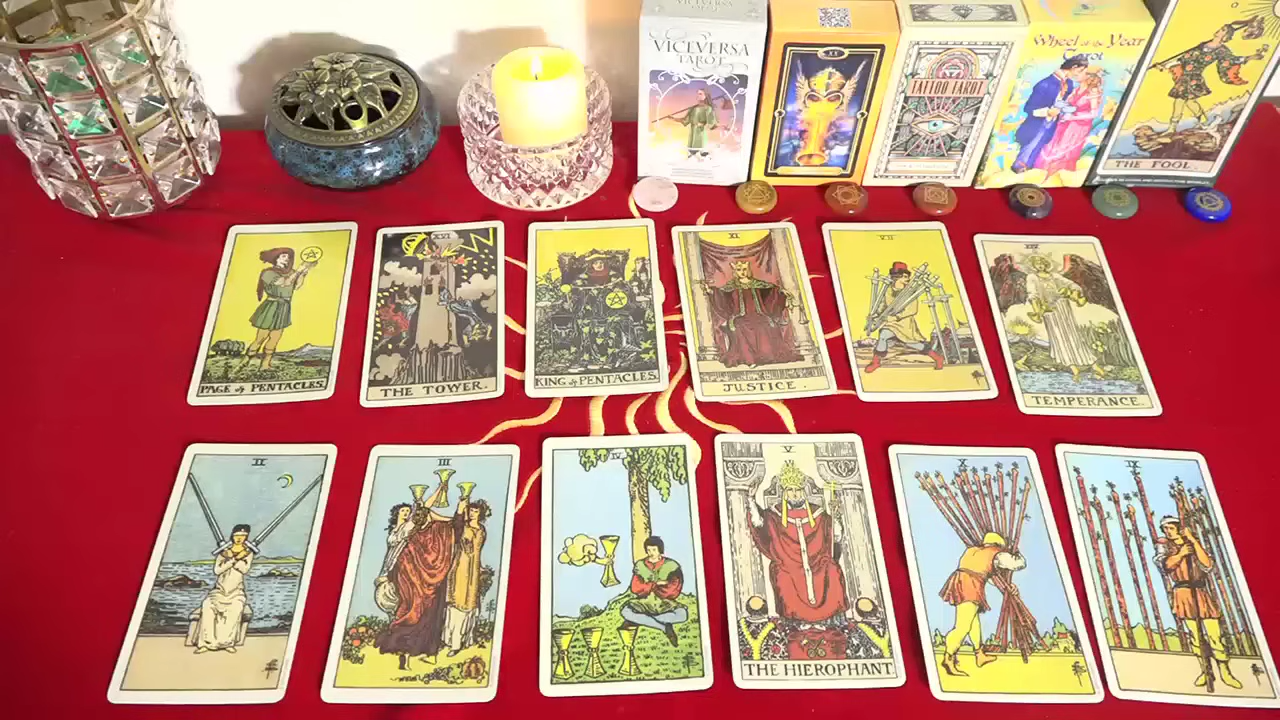 VICEVERSA
TAROT
TATTOO TAROT
Wheel of the Year
Tarot
THE FOOL.
PAGE of PENTACLES.
XVI
THE TOWER.
KING of PENTACLES.
XI
JUSTICE.
VII
XIV
TEMPERANCE.
II
III
IV
V
THE HIEROPHANT.
X
IX